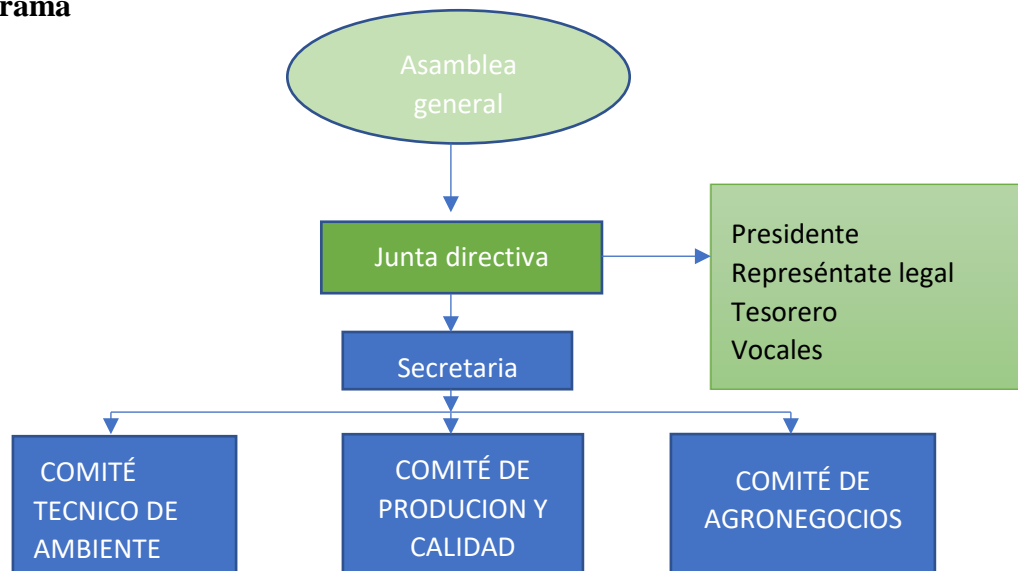 rama
Asamblea
general
Junta directiva
Presidente
Represéntate legal
Tesorero
Vocales
Secretaria
COMITÉ
TECNICO DE
AMBIENTE
COMITÉ DE
PRODUCION Y
CALIDAD
COMITÉ DE
AGRONEGOCIOS